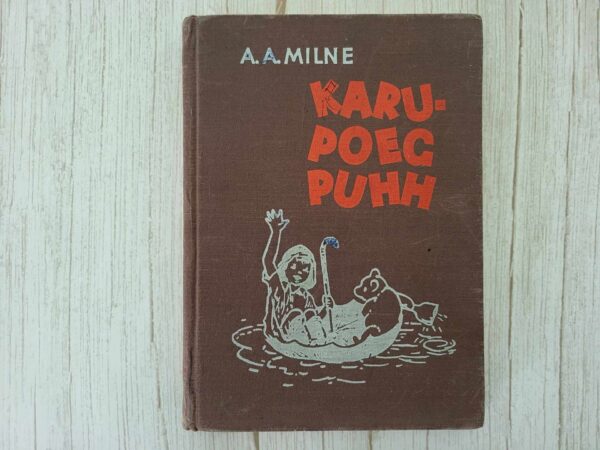 A.A.MILNE
KARU-
POEG
PUHH